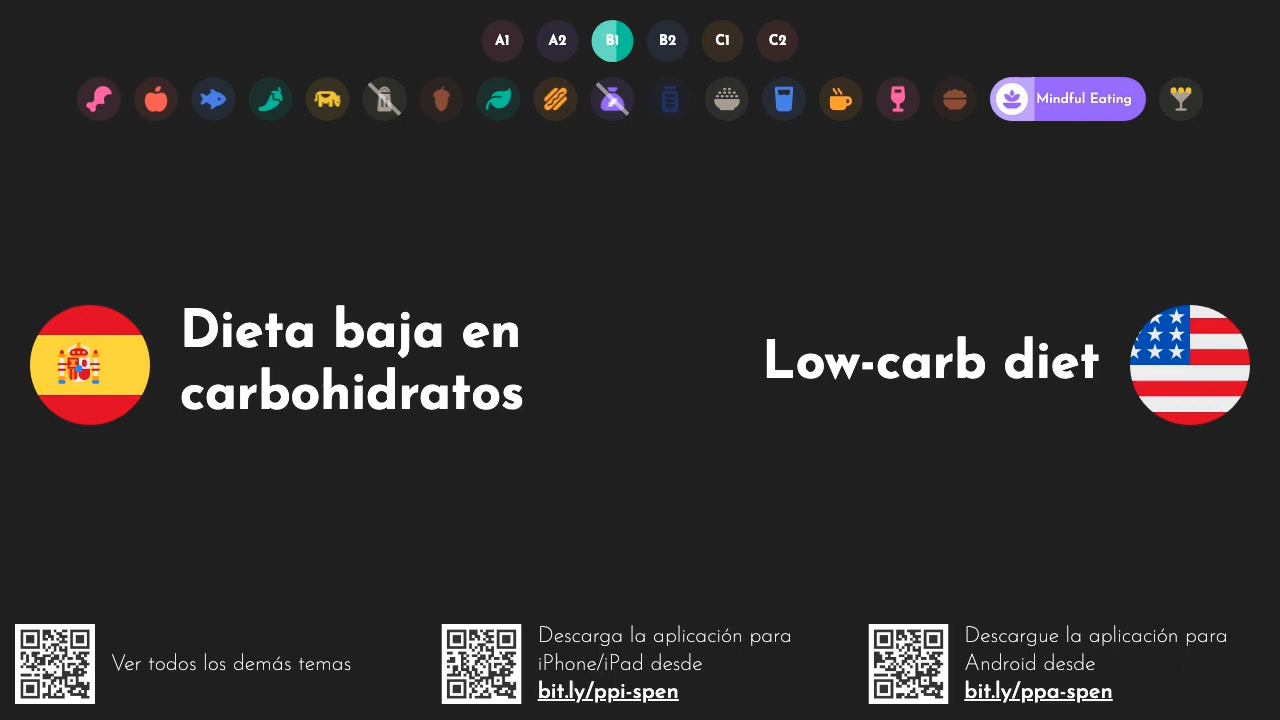 A1 A2 B1 B2 C1 C2
Mindful Eating
Dieta baja en
carbohidratos
Low-carb diet
Ver todos los demás temas
Descarga la aplicación para
iPhone/iPad desde
bit.ly/ppi-spen
Descargue la aplicación para
Android desde
bit.ly/ppa-spen